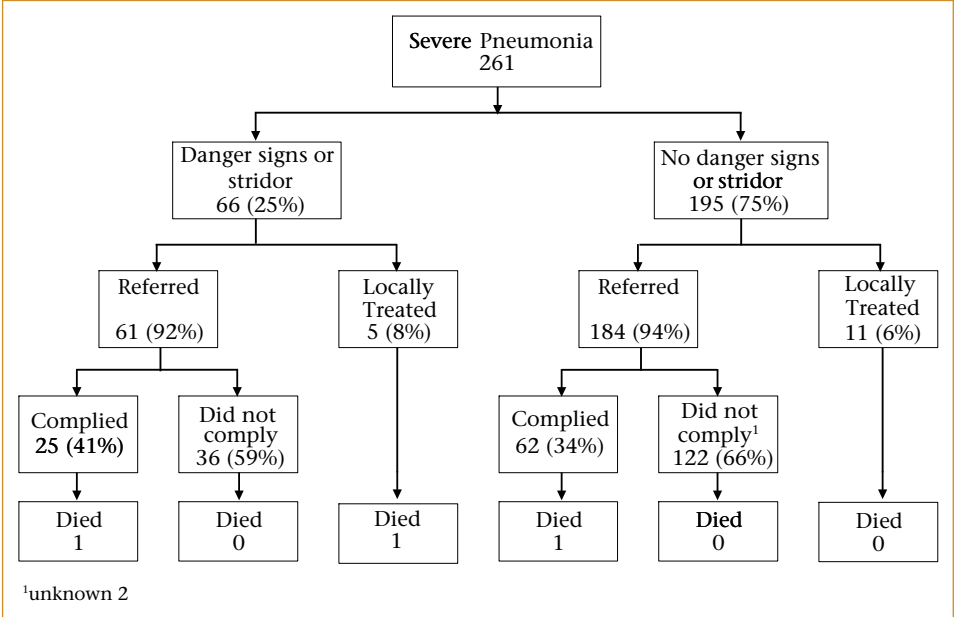 Severe Pneumonia
261
Danger signs or
stridor
66 (25%)
No danger signs
or stridor
195 (75%)
Referred
61 (92%)
Locally
Treated
5 (8%)
Referred
184 (94%)
Locally
Treated
11 (6%)
Complied
25 (41%)
Did not
comply
36 (59%)
Complied
62 (34%)
Did not
comply¹
122 (66%)
Died
1
Died
0
Died
1
Died
1
Died
0
Died
0
¹unknown 2